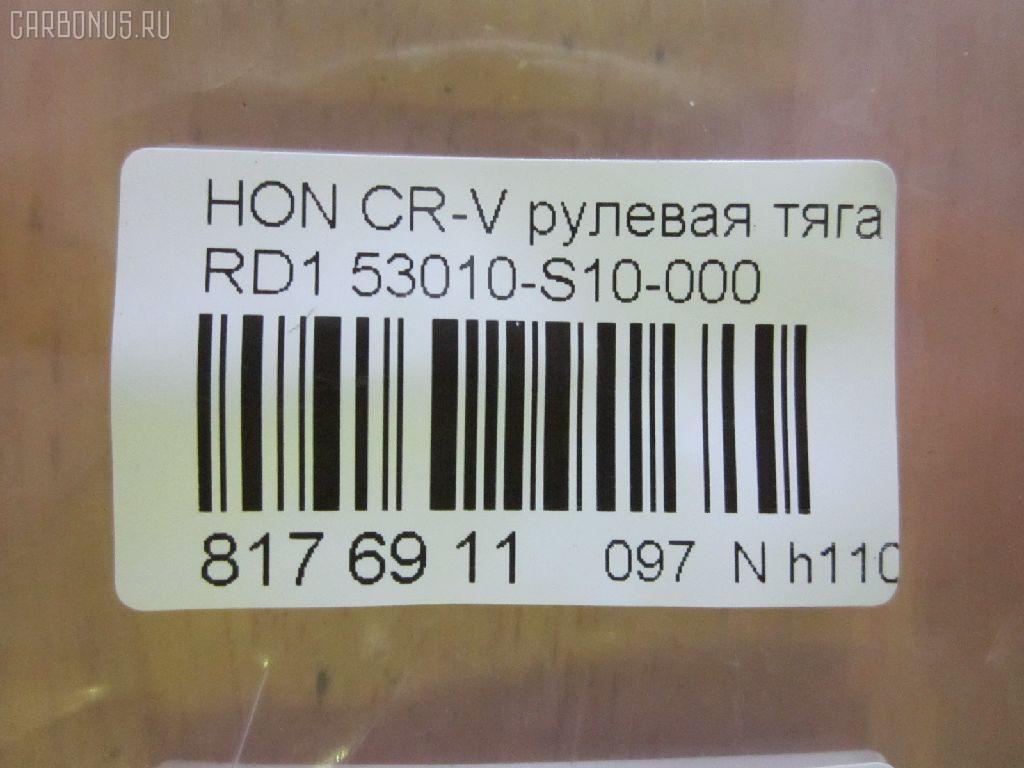 CARBONUS.RU
HON CR-V рулевая тяга
RD1 53010-S10-000
817 69 11 097 N h110